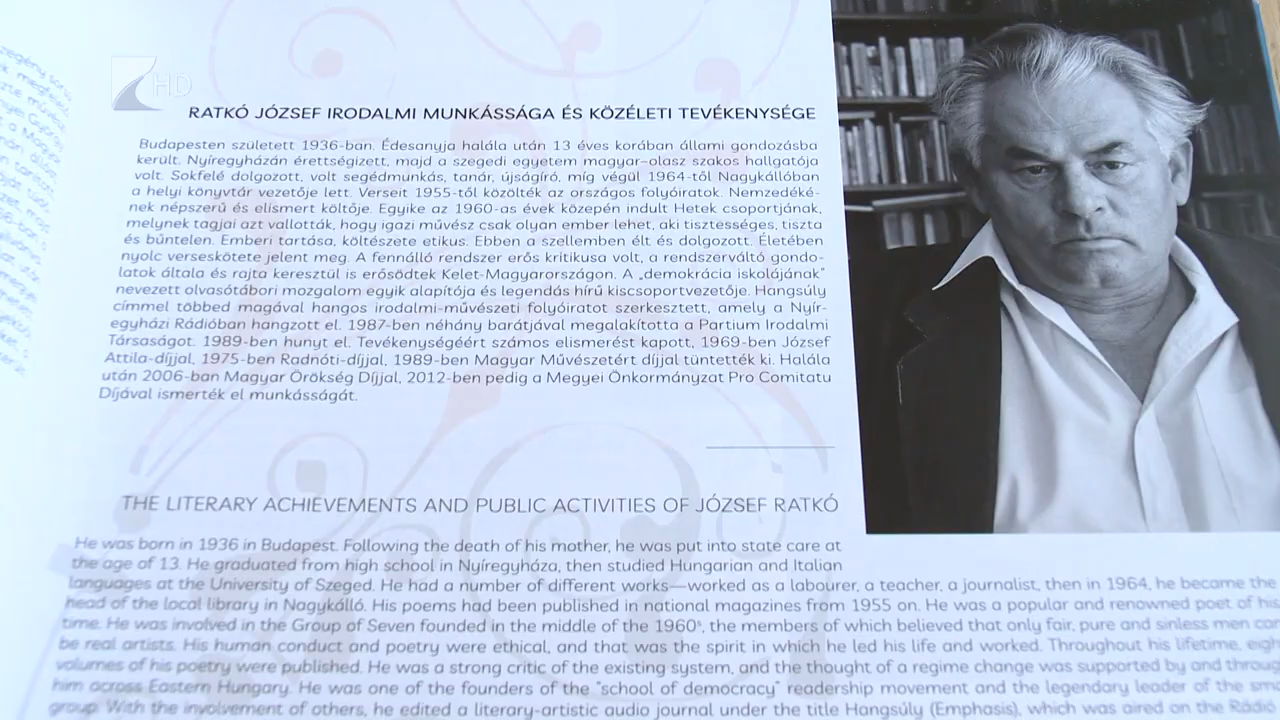 HD
RATKÓ JÓZSEF IRODALMI MUNKÁSSÁGA ÉS KÖZÉLETI TEVÉKENYSÉGE
Budapesten született 1936-ban. Édesanyja halála után 13 éves korában állami gondozásba
került. Nyíregyházán érettségizett, majd a szegedi egyetem magyar–olasz szakos hallgatója
volt. Sokfelé dolgozott, volt segédmunkás, tanár, újságíró, míg végül 1964-től Nagykállóban
a helyi könyvtár vezetője lett. Verseit 1955-től közölték az országos folyóiratok. Nemzedéké-
nek népszerű és elismert költője. Egyike az 1960-as évek közepén indult Hetek csoportjának,
melynek tagjai azt vallották, hogy igazi művész csak olyan ember lehet, aki tisztességes, tiszta
és bűntelen. Emberi tartása, költészete etikus. Ebben a szellemben élt és dolgozott. Életében
nyolc verseskötete jelent meg. A fennálló rendszer erős kritikusa volt, a rendszerváltó gondo-
latok általa és rajta keresztül is erősödtek Kelet-Magyarországon. A „demokrácia iskolájának"
nevezett olvasótábori mozgalom egyik alapítója és legendás hírű kiscsoportvezetője. Hangsúly
címmel többed magával hangos irodalmi-művészeti folyóiratot szerkesztett, amely a Nyír-
egyházi Rádióban hangzott el. 1987-ben néhány barátjával megalakította a Partium Irodalmi
Társaságot. 1989-ben hunyt el. Tevékenységéért számos elismerést kapott, 1969-ben József
Attila-díjjal, 1975-ben Radnóti-díjjal, 1989-ben Magyar Művészetért díjjal tüntették ki. Halála
után 2006-ban Magyar Örökség Díjjal, 2012-ben pedig a Megyei Önkormányzat Pro Comitatu
Díjával ismerték el munkásságát.
THE LITERARY ACHIEVEMENTS AND PUBLIC ACTIVITIES OF JÓZSEF RATKÓ
He was born in 1936 in Budapest. Following the death of his mother, he was put into state care at
the age of 13. He graduated from high school in Nyíregyháza, then studied Hungarian and Italian
languages at the University of Szeged. He had a number of different works—worked as a labourer, a teacher, a journalist, then in 1964, he became the
head of the local library in Nagykálló. His poems had been published in national magazines from 1955 on. He was a popular and renowned poet of his
time. He was involved in the Group of Seven founded in the middle of the 1960ˢ, the members of which believed that only fair, pure and sinless men can
be real artists. His human conduct and poetry were ethical, and that was the spirit in which he led his life and worked. Throughout his lifetime, eigh
volumes of his poetry were published. He was a strong critic of the existing system, and the thought of a regime change was supported by and throug
him across Eastern Hungary. He was one of the founders of the "school of democracy" readership movement and the legendary leader of the sma
group. With the involvement of others, he edited a literary-artistic audio journal under the title Hangsúly (Emphasis), which was aired on the Rádió